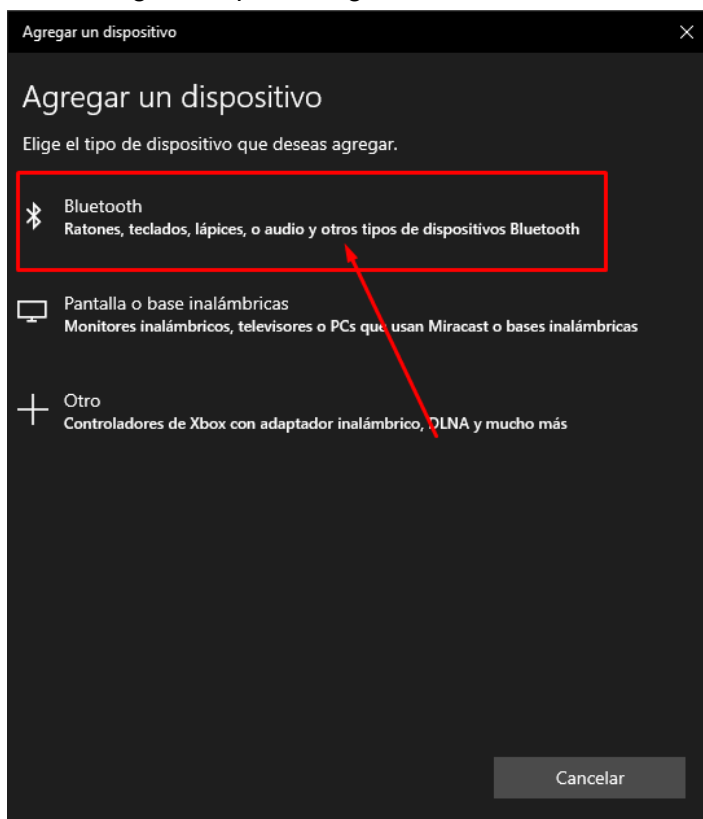 Agregar un dispositivo
Agregar un dispositivo
Elige el tipo de dispositivo que deseas agregar.
Bluetooth
Ratones, teclados, lápices, o audio y otros tipos de dispositivos Bluetooth
Pantalla o base inalámbricas
Monitores inalámbricos, televisores o PCs que usan Miracast o bases inalámbricas
Otro
Controladores de Xbox con adaptador inalámbrico, DLNA y mucho más
Cancelar